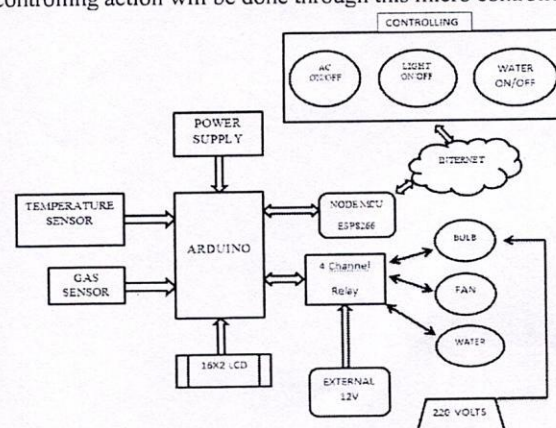 controlling action will be done through this micro
CONTROLLING
AC
ON/OFF
LIGHT
ON/OFF
WATER
ON/OFF
POWER
SUPPLY
INTERNET
TEMPERATURE
SENSOR
NODE MCU
ESP8266
ARDUINO
BULB
GAS
SENSOR
4 Channel
Relay
FAN
WATER
16X2 LCD
EXTERNAL
12V
220 VOLTS